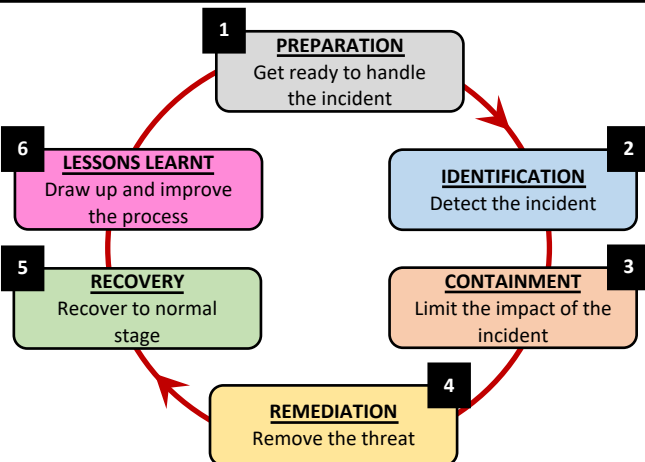 1
PREPARATION
Get ready to handle
the incident
2
IDENTIFICATION
Detect the incident
3
CONTAINMENT
Limit the impact of the
incident
4
REMEDIATION
Remove the threat
5
RECOVERY
Recover to normal
stage
6
LESSONS LEARNT
Draw up and improve
the process